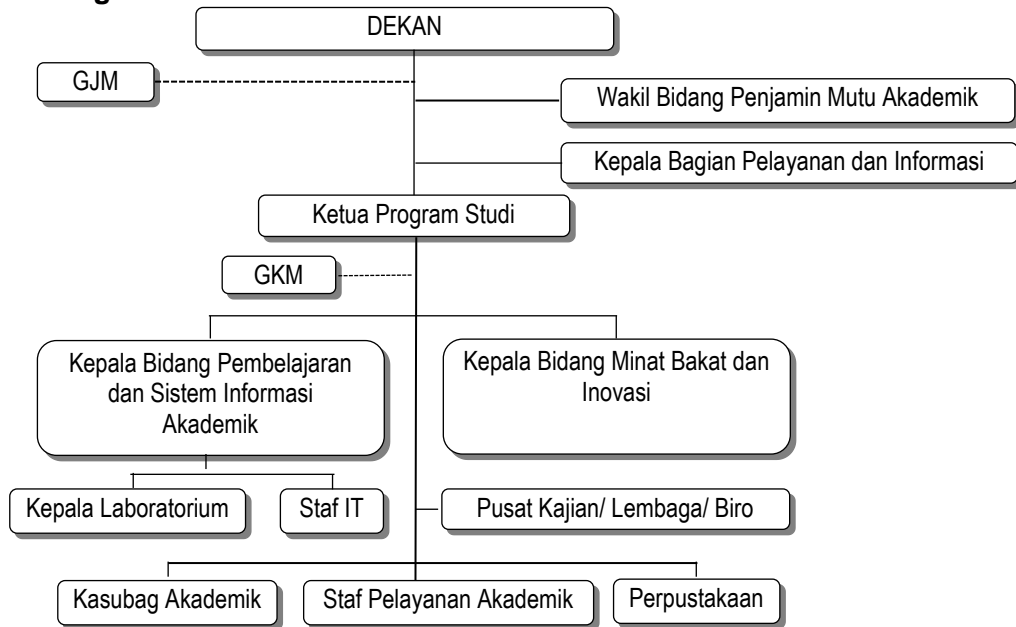 DEKAN
GJM
Wakil Bidang Penjamin Mutu Akademik
Kepala Bagian Pelayanan dan Informasi
Ketua Program Studi
GKM
Kepala Bidang Pembelajaran
dan Sistem Informasi
Akademik
Kepala Bidang Minat Bakat dan
Inovasi
Kepala Laboratorium
Staf IT
Pusat Kajian/ Lembaga/ Biro
Kasubag Akademik
Staf Pelayanan Akademik
Perpustakaan